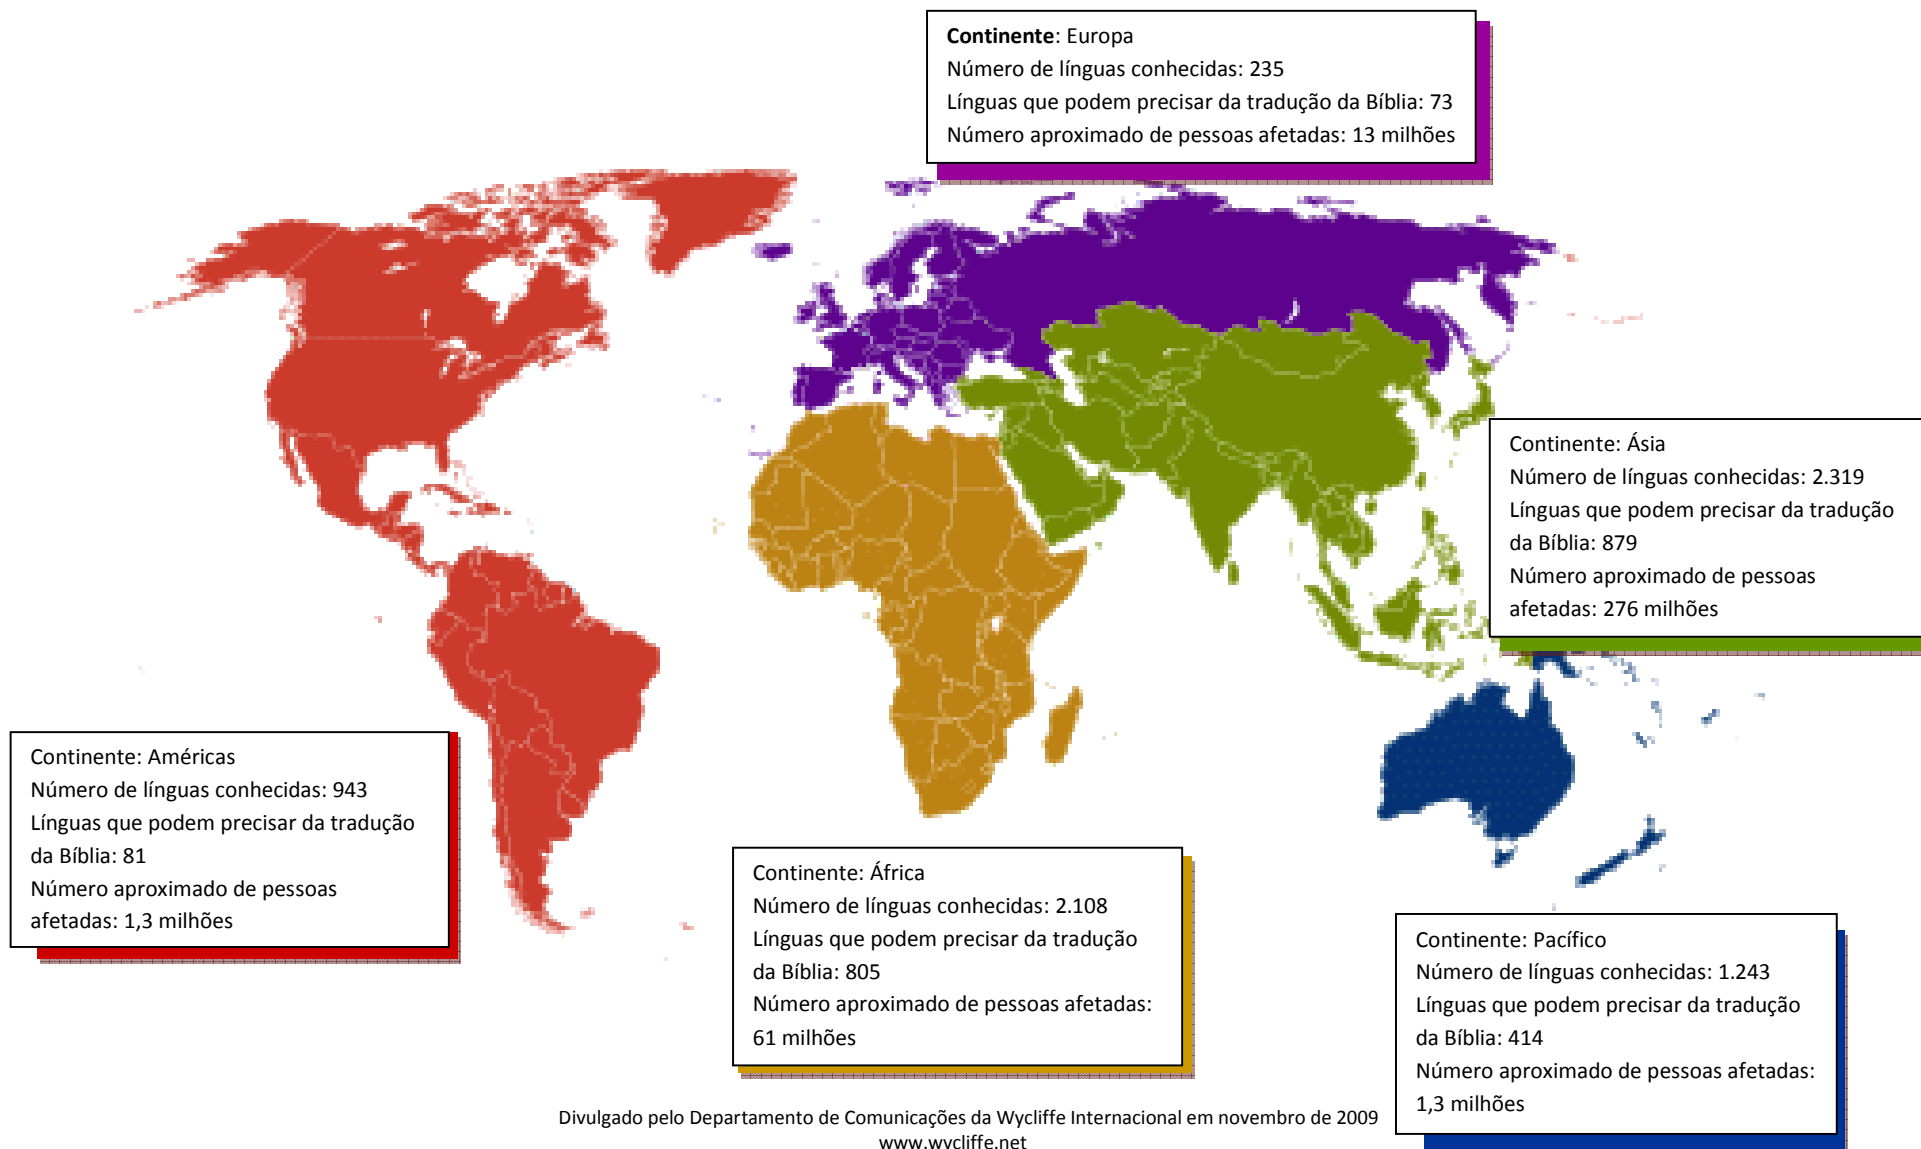 Continente: Europa
Número de línguas conhecidas: 235
Línguas que podem precisar da tradução da Bíblia: 73
Número aproximado de pessoas afetadas: 13 milhões
Continente: Ásia
Número de línguas conhecidas: 2.319
Línguas que podem precisar da tradução
da Bíblia: 879
Número aproximado de pessoas
afetadas: 276 milhões
Continente: Américas
Número de línguas conhecidas: 943
Línguas que podem precisar da tradução
da Bíblia: 81
Número aproximado de pessoas
afetadas: 1,3 milhões
Continente: África
Número de línguas conhecidas: 2.108
Línguas que podem precisar da tradução
da Bíblia: 805
Número aproximado de pessoas afetadas:
61 milhões
Continente: Pacífico
Número de línguas conhecidas: 1.243
Línguas que podem precisar da tradução
da Bíblia: 414
Número aproximado de pessoas afetadas:
1,3 milhões
Divulgado pelo Departamento de Comunicações da Wycliffe Internacional em novembro de 2009
www.wycliffe.net